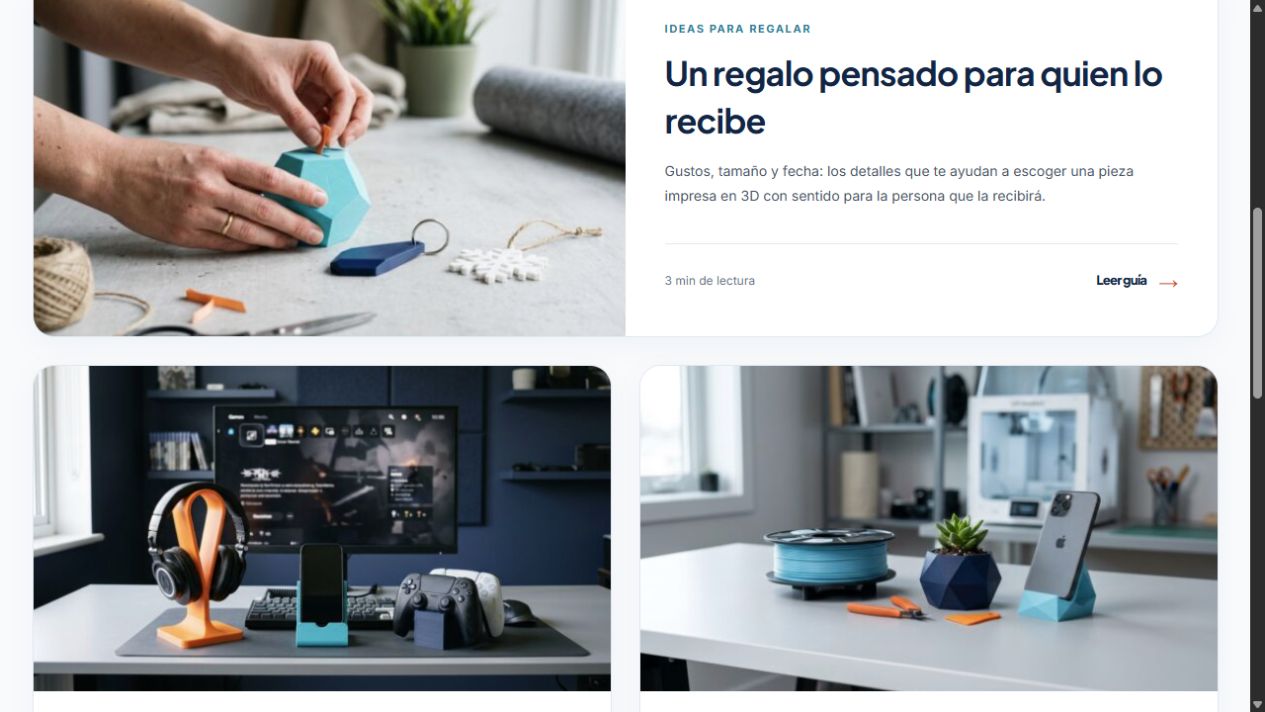 IDEAS PARA REGALAR
Un regalo pensado para quien lo
recibe
Gustos, tamaño y fecha: los detalles que te ayudan a escoger una pieza
impresa en 3D con sentido para la persona que la recibirá.
3 min de lectura
Leer guía →